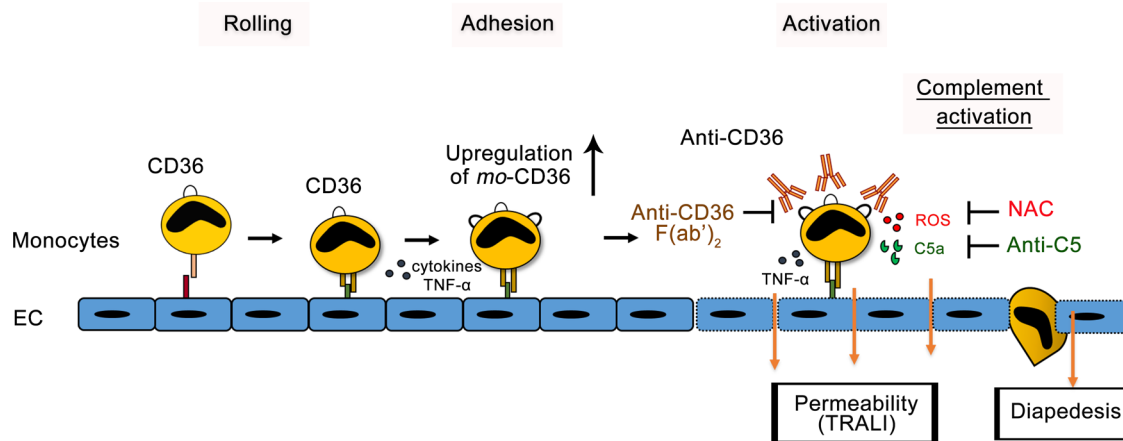 Rolling
Adhesion
Activation
Complement
activation
Anti-CD36
CD36
CD36
Upregulation
of mo-CD36
Anti-CD36
F(ab')2
ROS
NAC
C5a
Anti-C5
Monocytes
cytokines
TNF-α
TNF-α
EC
Permeability
(TRALI)
Diapedesis